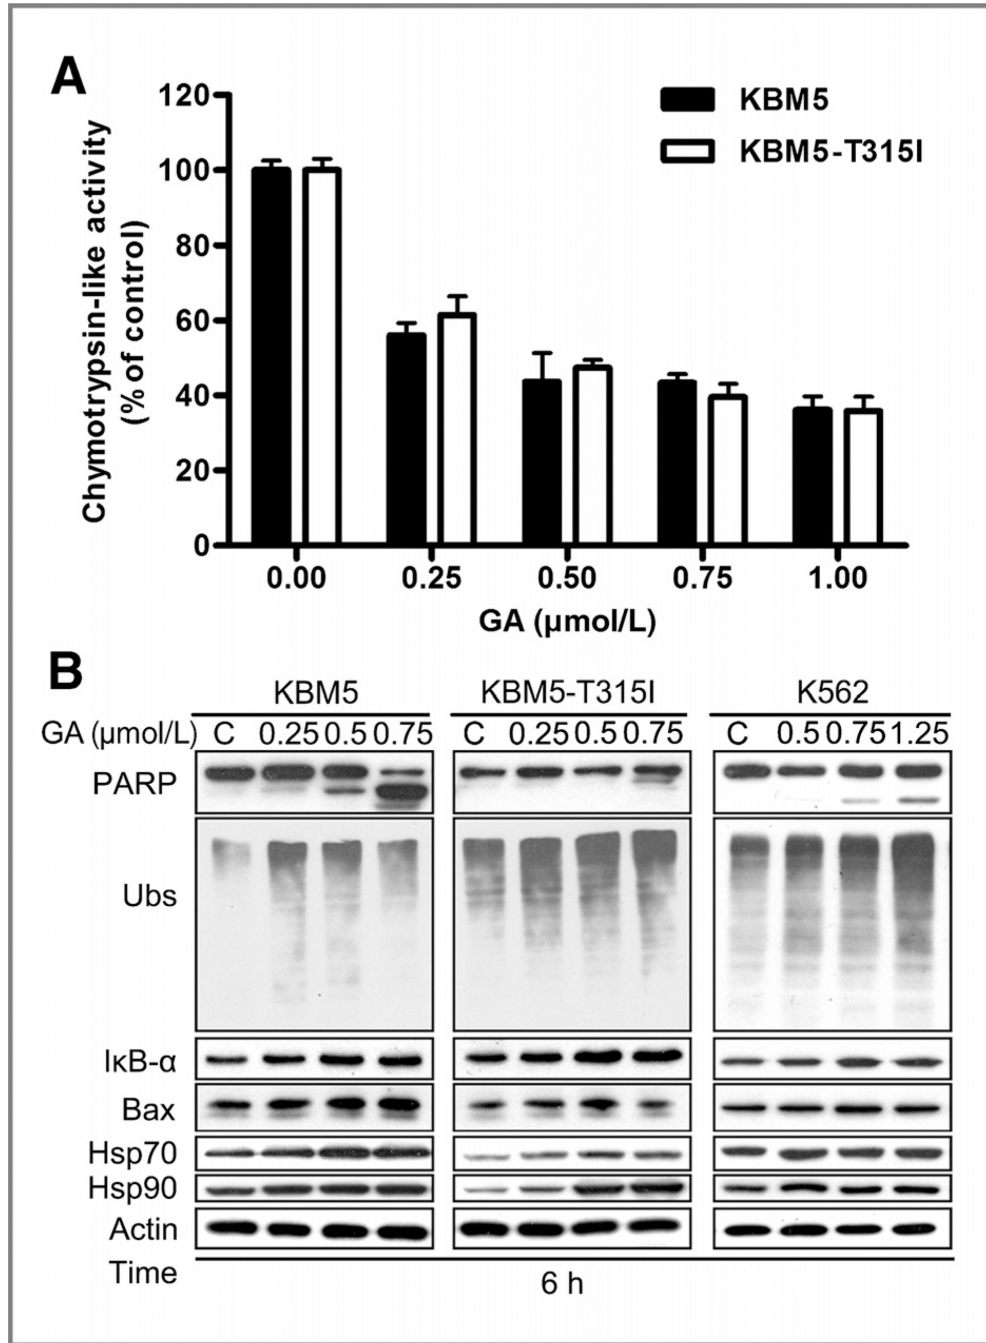 A
120
100
80
60
40
20
0
Chymotrypsin-like activity
(% of control)
KBM5
KBM5-T315I
0.00 0.25 0.50 0.75 1.00
GA (µmol/L)
B
KBM5 KBM5-T315I K562
GA (µmol/L) C 0.25 0.5 0.75 C 0.25 0.5 0.75 C 0.5 0.75 1.25
PARP
Ubs
IκB-α
Bax
Hsp70
Hsp90
Actin
Time 6 h